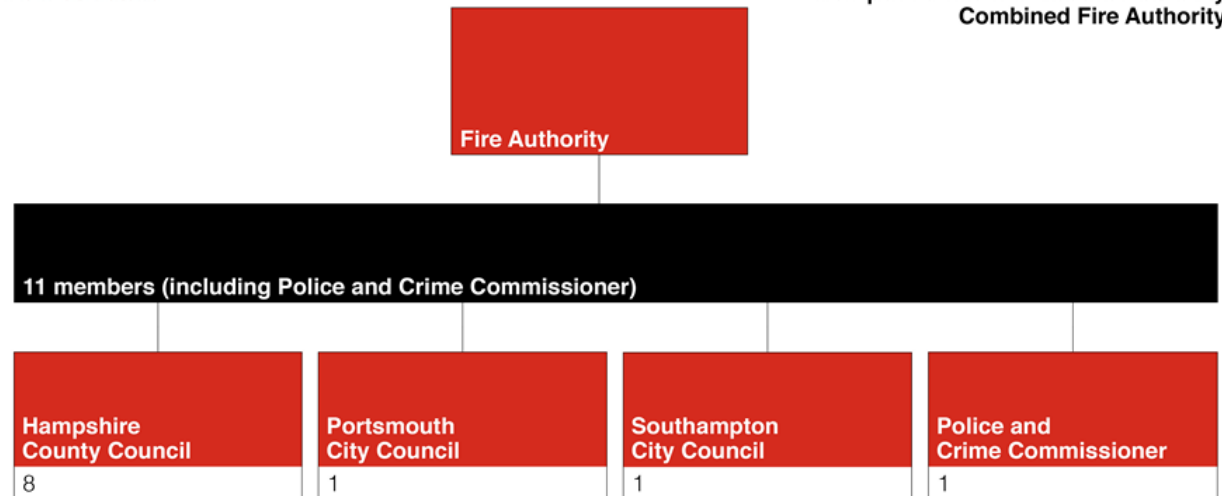 Combined Fire Authority
Fire Authority
11 members (including Police and Crime Commissioner)
Hampshire
County Council
8
Portsmouth
City Council
1
Southampton
City Council
1
Police and
Crime Commissioner
1